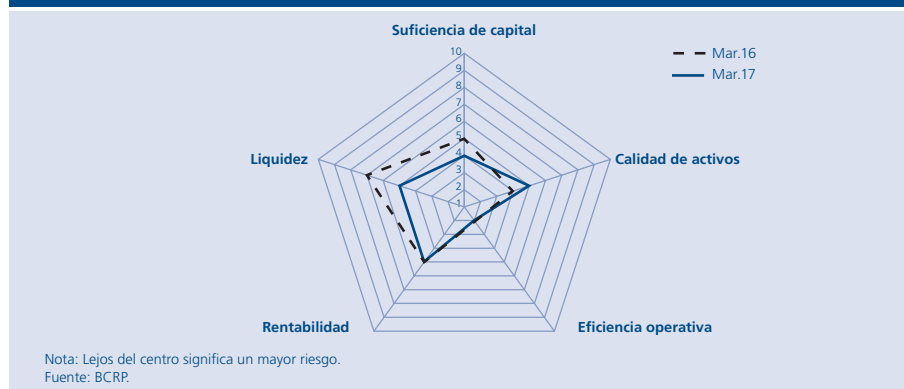 Suficiencia de capital
10
9
8
7
6
5
4
3
2
1
Mar.16
Mar.17
Liquidez
Calidad de activos
Rentabilidad
Eficiencia operativa
Nota: Lejos del centro significa un mayor riesgo.
Fuente: BCRP.